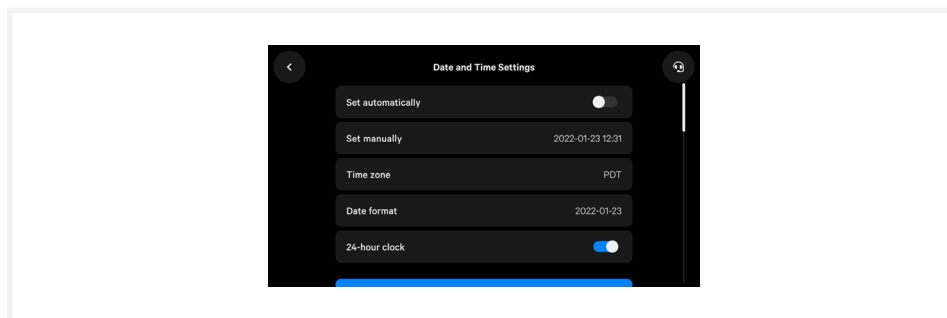 Date and Time Settings
Set automatically
Set manually 2022-01-23 12:31
Time zone PDT
Date format 2022-01-23
24-hour clock